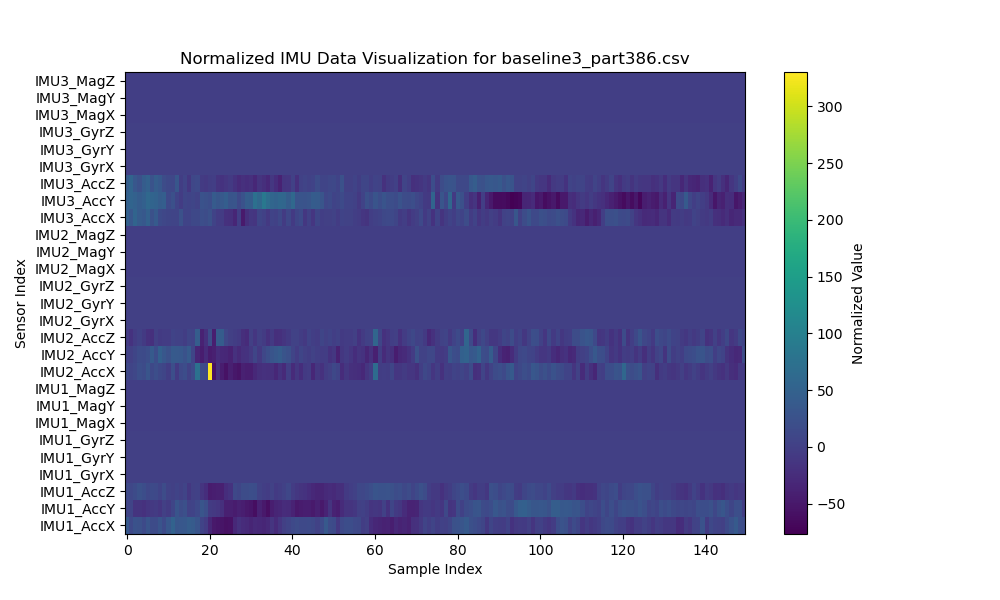 Normalized IMU Data Visualization for baseline3_part386.csv
IMU3_MagZ
IMU3_MagY
IMU3_MagX
IMU3_GyrZ
IMU3_GyrY
IMU3_GyrX
IMU3_AccZ
IMU3_AccY
IMU3_AccX
IMU2_MagZ
IMU2_MagY
IMU2_MagX
IMU2_GyrZ
IMU2_GyrY
IMU2_GyrX
IMU2_AccZ
IMU2_AccY
IMU2_AccX
IMU1_MagZ
IMU1_MagY
IMU1_MagX
IMU1_GyrZ
IMU1_GyrY
IMU1_GyrX
IMU1_AccZ
IMU1_AccY
IMU1_AccX
Sensor Index
0 20 40 60 80 100 120 140
Sample Index
300
250
200
150
100
50
0
−50
Normalized Value